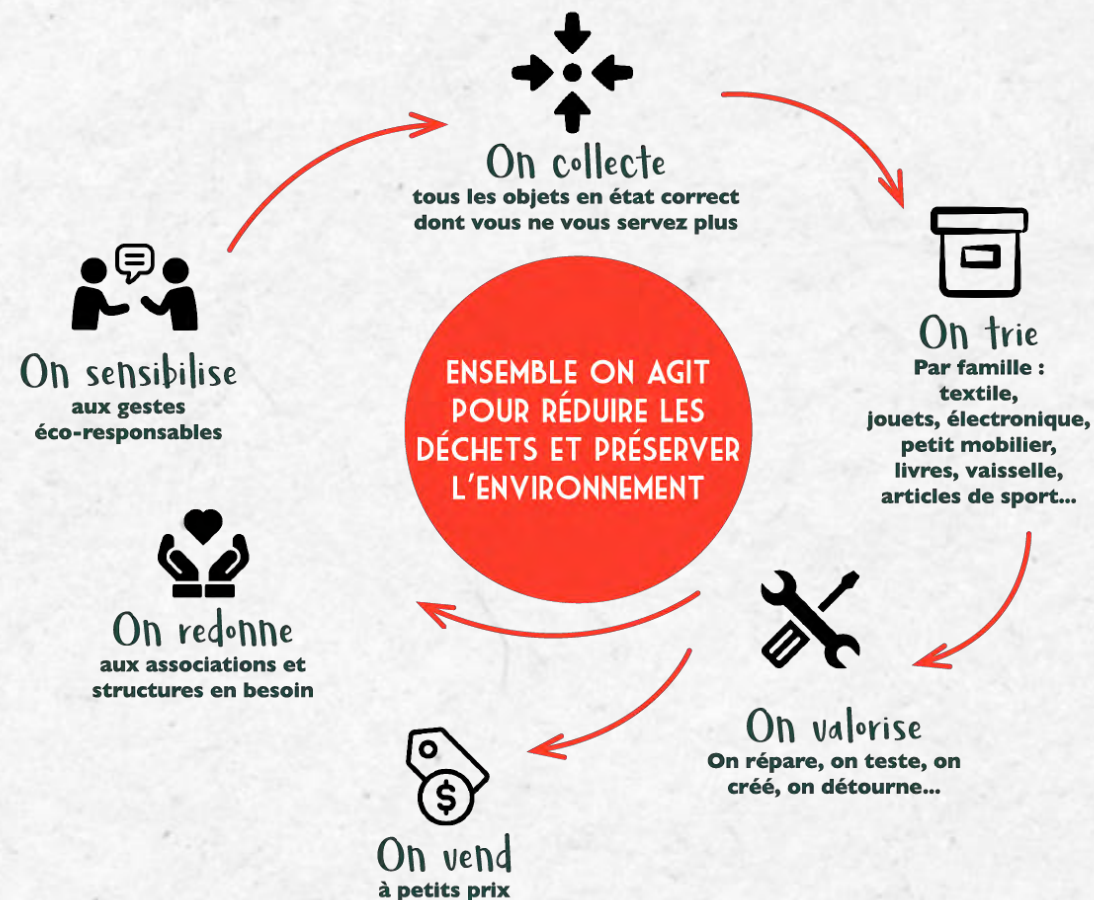 On collecte
tous les objets en état correct
dont vous ne vous servez plus
On trie
Par famille :
textile,
jouets, électronique,
petit mobilier,
livres, vaisselle,
articles de sport...
On valorise
On répare, on teste, on
créé, on détourne...
On vend
à petits prix
On redonne
aux associations et
structures en besoin
On sensibilise
aux gestes
éco-responsables
ENSEMBLE ON AGIT
POUR RÉDUIRE LES
DÉCHETS ET PRÉSERVER
L'ENVIRONNEMENT
$